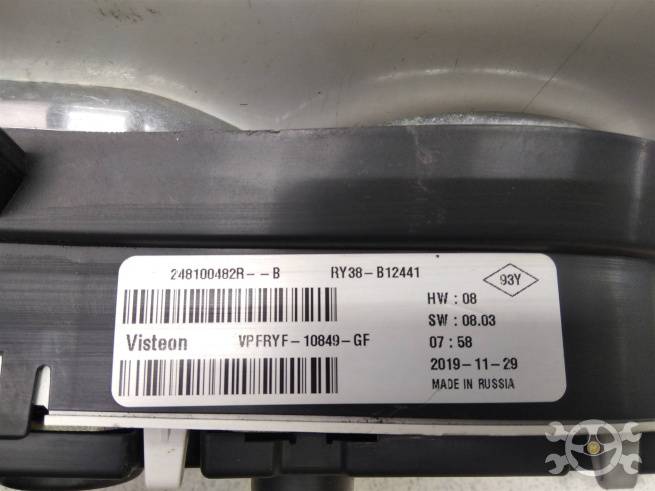 248100482R--B RY38-B12441
93Y
HW : 08
SW : 08.03
Visteon VPFRYF-10849-GF
07 : 58
2019-11-29
MADE IN RUSSIA